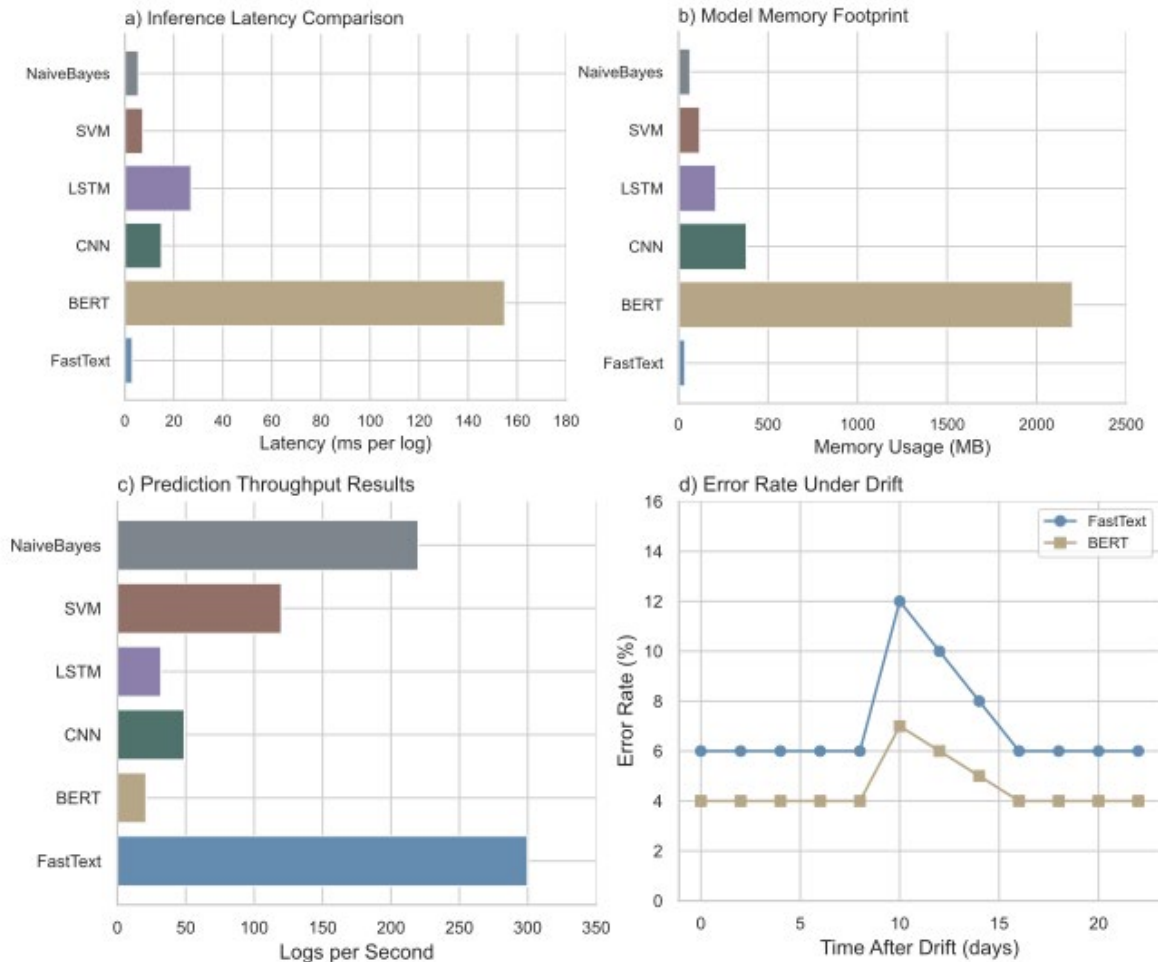 a) Inference Latency Comparison
NaiveBayes
SVM
LSTM
CNN
BERT
FastText
0 20 40 60 80 100 120 140 160 180
Latency (ms per log)
b) Model Memory Footprint
NaiveBayes
SVM
LSTM
CNN
BERT
FastText
0 500 1000 1500 2000 2500
Memory Usage (MB)
c) Prediction Throughput Results
NaiveBayes
SVM
LSTM
CNN
BERT
FastText
0 50 100 150 200 250 300 350
Logs per Second
d) Error Rate Under Drift
FastText
BERT
16
14
12
10
8
6
4
2
0
Error Rate (%)
0 5 10 15 20
Time After Drift (days)